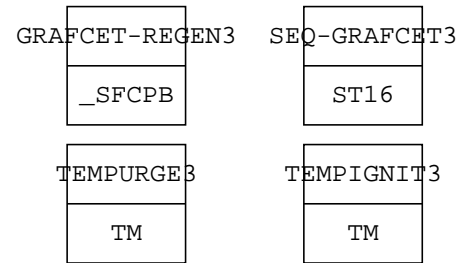 GRAFCET-REGEN3 SEQ-GRAFCET3
_SFCPB ST16
TEMPURGE3 TEMPIGNIT3
TM TM